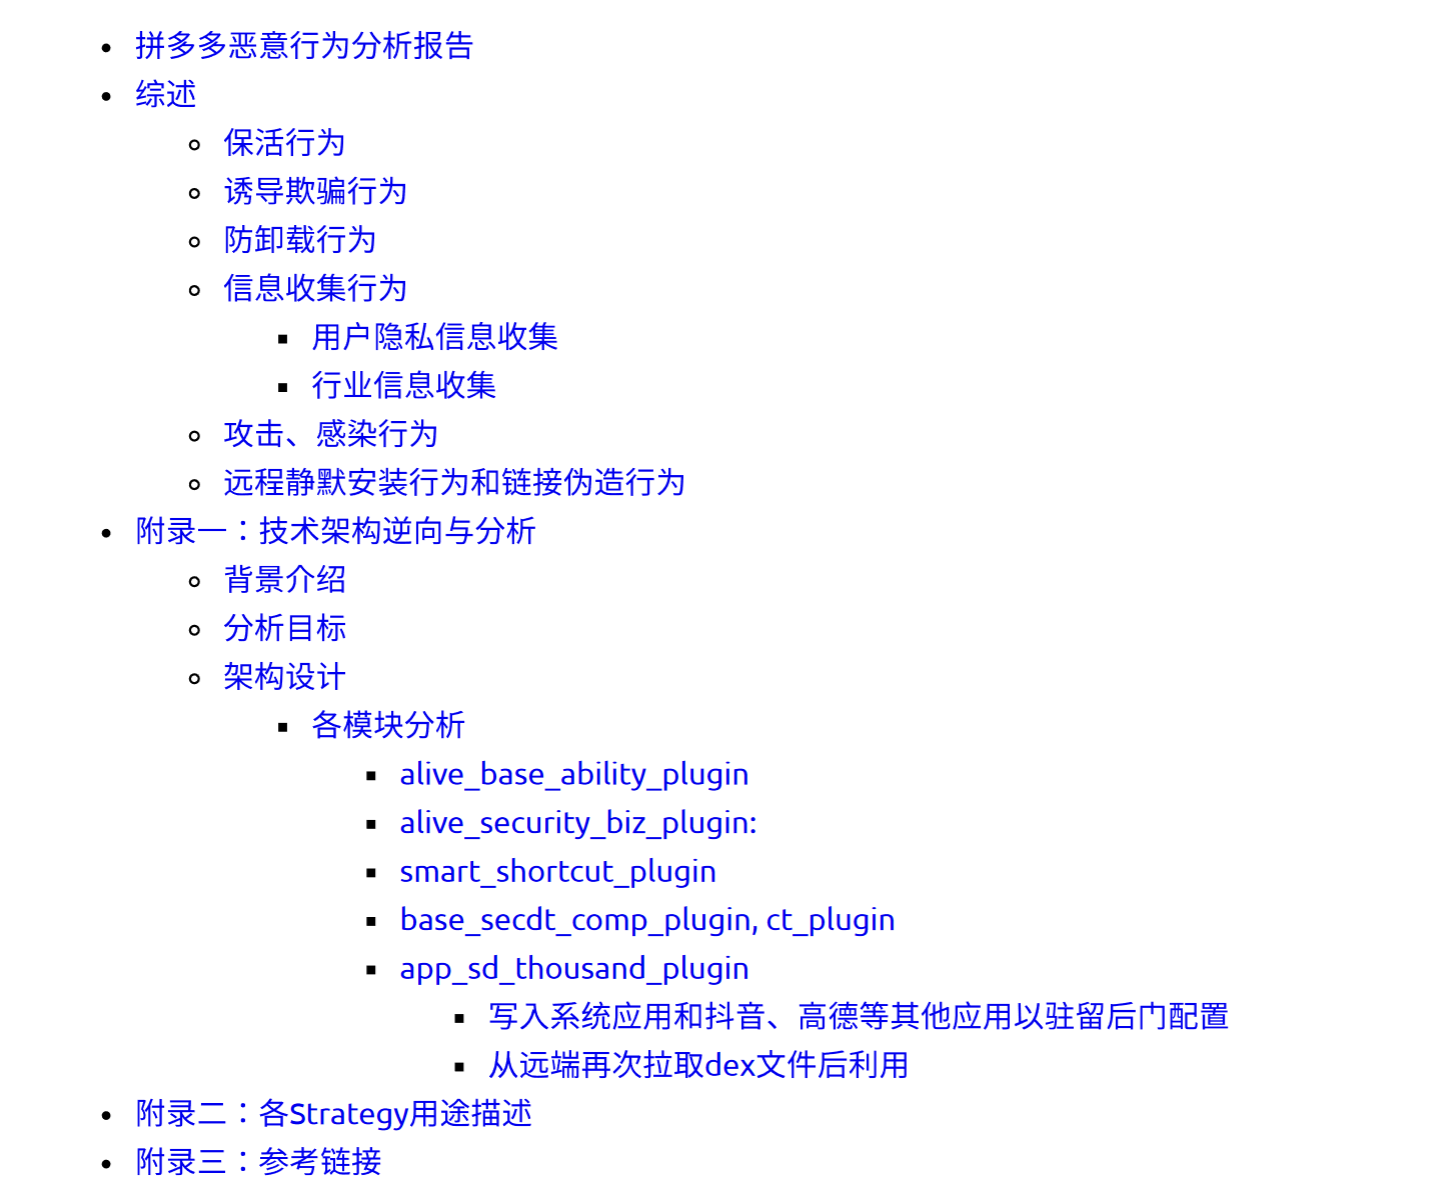 拼多多恶意行为分析报告
综述
保活行为
诱导欺骗行为
防卸载行为
信息收集行为
用户隐私信息收集
行业信息收集
攻击、感染行为
远程静默安装行为和链接伪造行为
附录一：技术架构逆向与分析
背景介绍
分析目标
架构设计
各模块分析
alive_base_ability_plugin
alive_security_biz_plugin:
smart_shortcut_plugin
base_secdt_comp_plugin, ct_plugin
app_sd_thousand_plugin
写入系统应用和抖音、高德等其他应用以驻留后门配置
从远端再次拉取dex文件后利用
附录二：各Strategy用途描述
附录三：参考链接